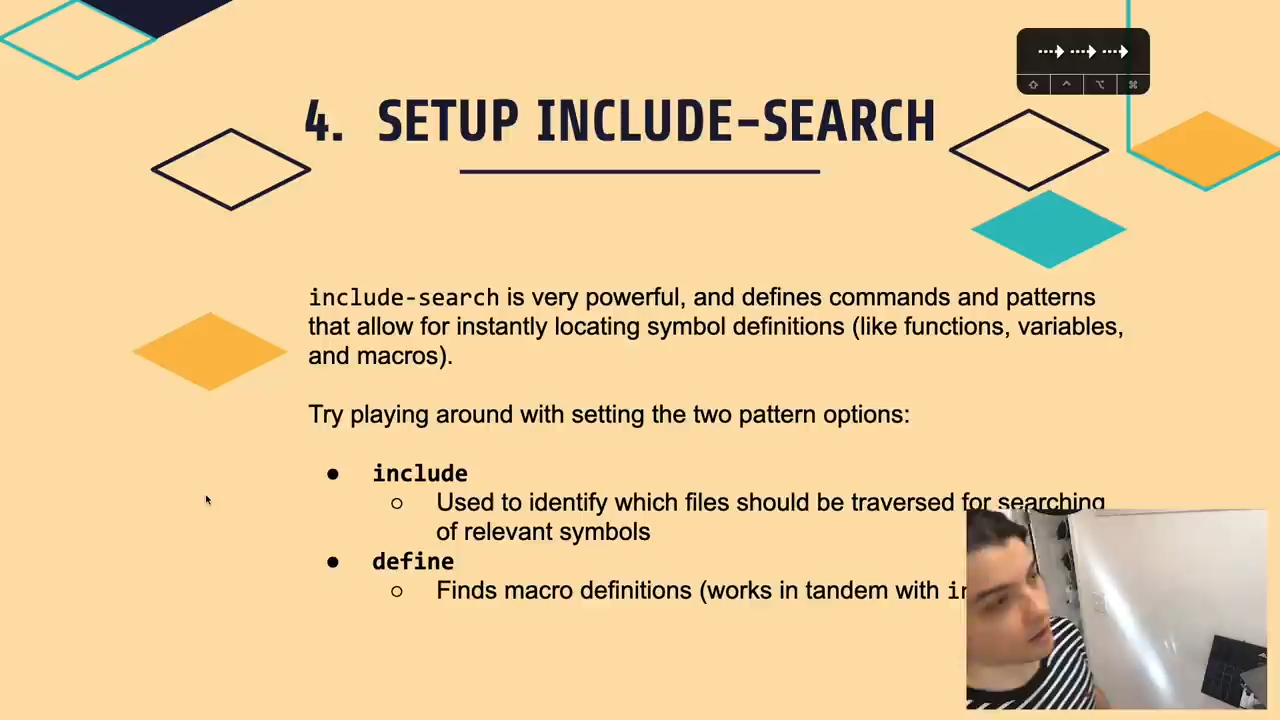 4. SETUP INCLUDE-SEARCH
include-search is very powerful, and defines commands and patterns
that allow for instantly locating symbol definitions (like functions, variables,
and macros).
Try playing around with setting the two pattern options:
● include
○ Used to identify which files should be traversed for searching
of relevant symbols
● define
○ Finds macro definitions (works in tandem with